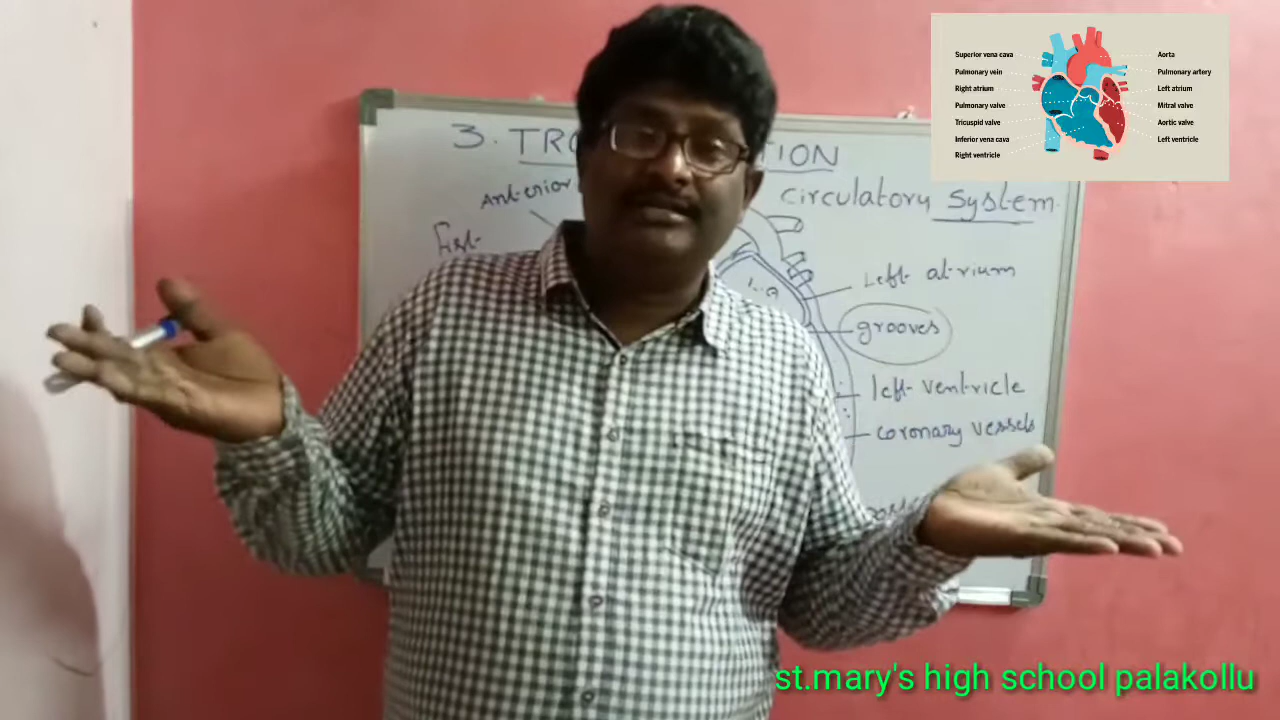 Superior vena cava
Pulmonary vein
Right atrium
Pulmonary valve
Tricuspid valve
Inferior vena cava
Right ventricle
Aorta
Pulmonary artery
Left atrium
Mitral valve
Aortic valve
Left ventricle
3. TR TION
circulatory system
Anterior
first
L.A
Left atrium
grooves
left ventricle
coronary vessels
st.mary's high school palakollu